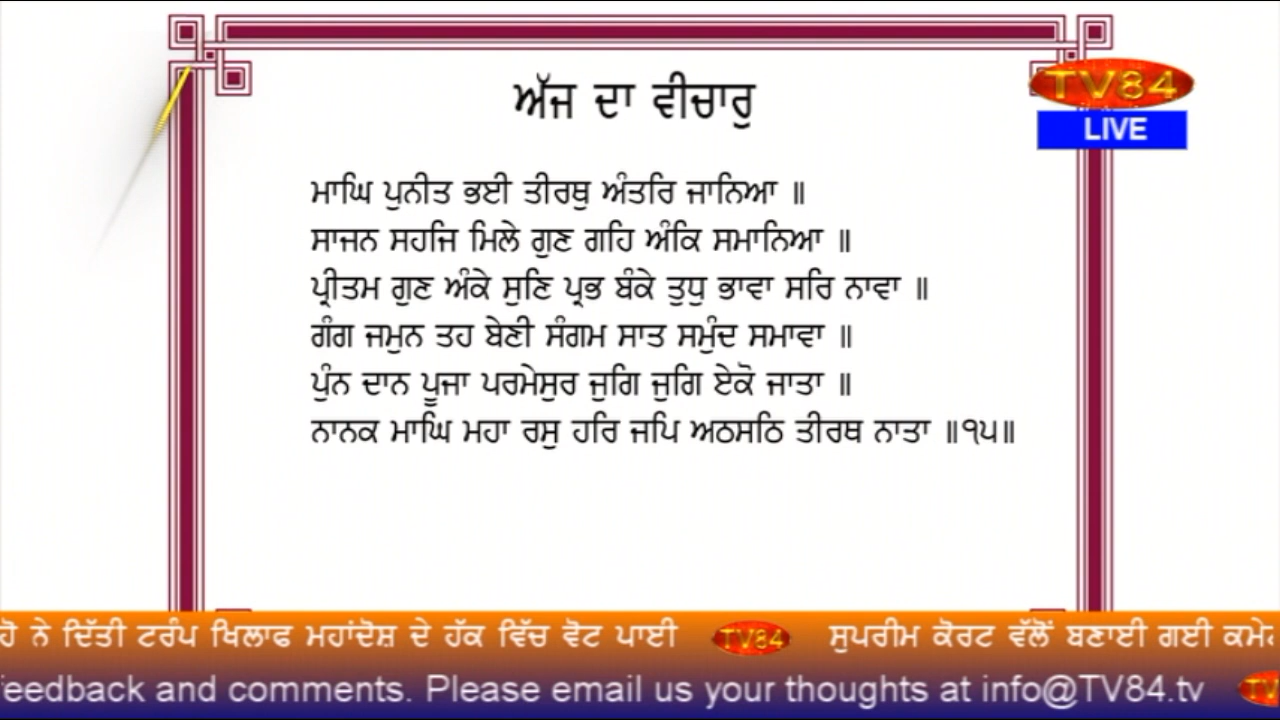 ਅੱਜ ਦਾ ਵੀਚਾਰੁ
TV84
LIVE
ਮਾਘਿ ਪੁਨੀਤ ਭਈ ਤੀਰਥੁ ਅੰਤਰਿ ਜਾਨਿਆ ॥
ਸਾਜਨ ਸਹਜਿ ਮਿਲੇ ਗੁਣ ਗਹਿ ਅੰਕਿ ਸਮਾਨਿਆ ॥
ਪ੍ਰੀਤਮ ਗੁਣ ਅੰਕੇ ਸੁਣਿ ਪ੍ਰਭ ਬੰਕੇ ਤੁਧੁ ਭਾਵਾ ਸਰਿ ਨਾਵਾ ॥
ਗੰਗ ਜਮੁਨ ਤਹ ਬੇਣੀ ਸੰਗਮ ਸਾਤ ਸਮੁੰਦ ਸਮਾਵਾ ॥
ਪੁੰਨ ਦਾਨ ਪੂਜਾ ਪਰਮੇਸੁਰ ਜੁਗਿ ਜੁਗਿ ਏਕੋ ਜਾਤਾ ॥
ਨਾਨਕ ਮਾਘਿ ਮਹਾ ਰਸੁ ਹਰਿ ਜਪਿ ਅਠਸਠਿ ਤੀਰਥ ਨਾਤਾ ॥੧੫॥
ਨੇ ਦਿੱਤੀ ਟਰੰਪ ਖਿਲਾਫ ਮਹਾਂਦੋਸ਼ ਦੇ ਹੱਕ ਵਿੱਚ ਵੋਟ ਪਾਈ TV84 ਸੁਪਰੀਮ ਕੋਰਟ ਵੱਲੋਂ ਬਣਾਈ ਗਈ
feedback and comments. Please email us your thoughts at info@TV84.tv